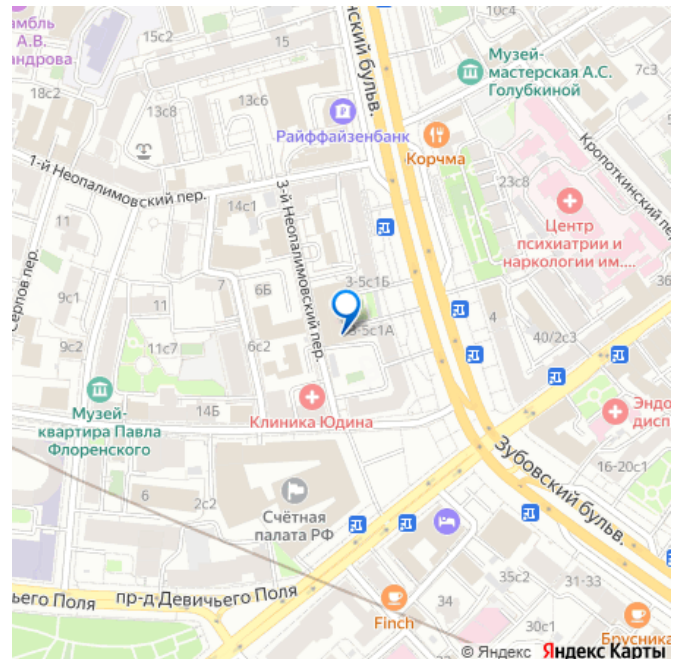 амбль
А.В.
андрова
15с2
15
нский бульв.
Музей-
мастерская А.С.
Голубкиной
7с3
18с2
13с8
13с6
Райффайзенбанк
Корчма
Кропоткинский пер.
1-й Неопалимовский пер.
3-й Неопалимовский пер.
14с1
23с8
Центр
психиатрии и
наркологии им....
Серпов пер.
11
9с1
11
7
6Б
3-5с1Б
3-5с1А
4
36
40/2с3
9с2
11с7
6с2
Музей-
квартира Павла
Флоренского
14Б
Клиника Юдина
Эндо
дисп
Зубовский бульв.
16-20с1
6
2с2
Счётная
палата РФ
ьего Поля
пр-д Девичьего Поля
35с2
31-33
34
Finch
30с1
Брусника
© Яндекс Яндекс Карты